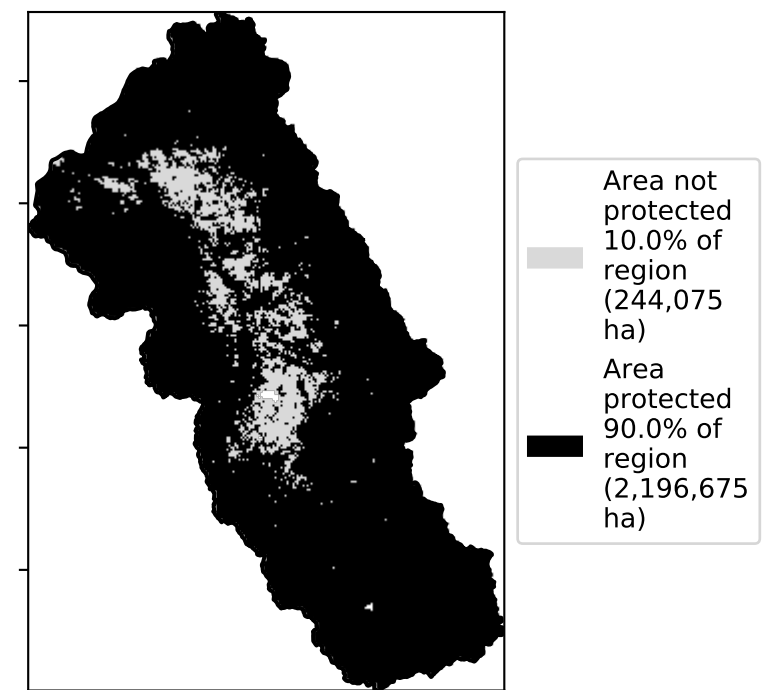 Area not
protected
10.0% of
region
(244,075
ha)
Area
protected
90.0% of
region
(2,196,675
ha)